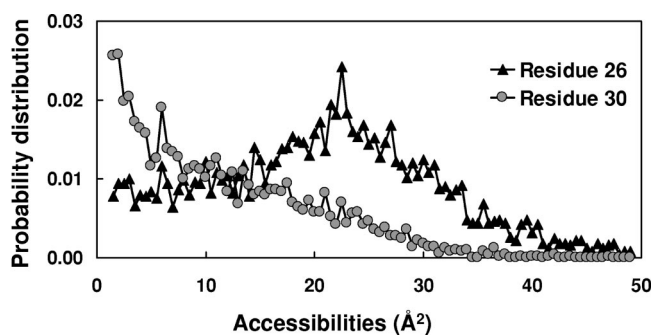 Probability distribution
0.03
0.02
0.01
0.00
Residue 26
Residue 30
0
10
20
30
40
50
Accessibilities (Å²)